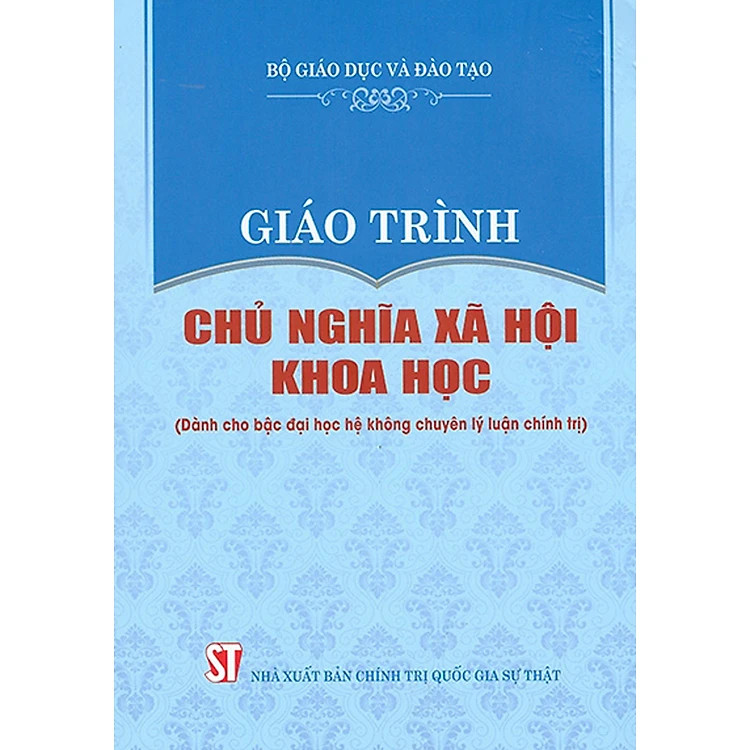 BỘ GIÁO DỤC VÀ ĐÀO TẠO
GIÁO TRÌNH
CHỦ NGHĨA XÃ HỘI
KHOA HỌC
(Dành cho bậc đại học hệ không chuyên lý luận chính trị)
ST
NHÀ XUẤT BẢN CHÍNH TRỊ QUỐC GIA SỰ THẬT